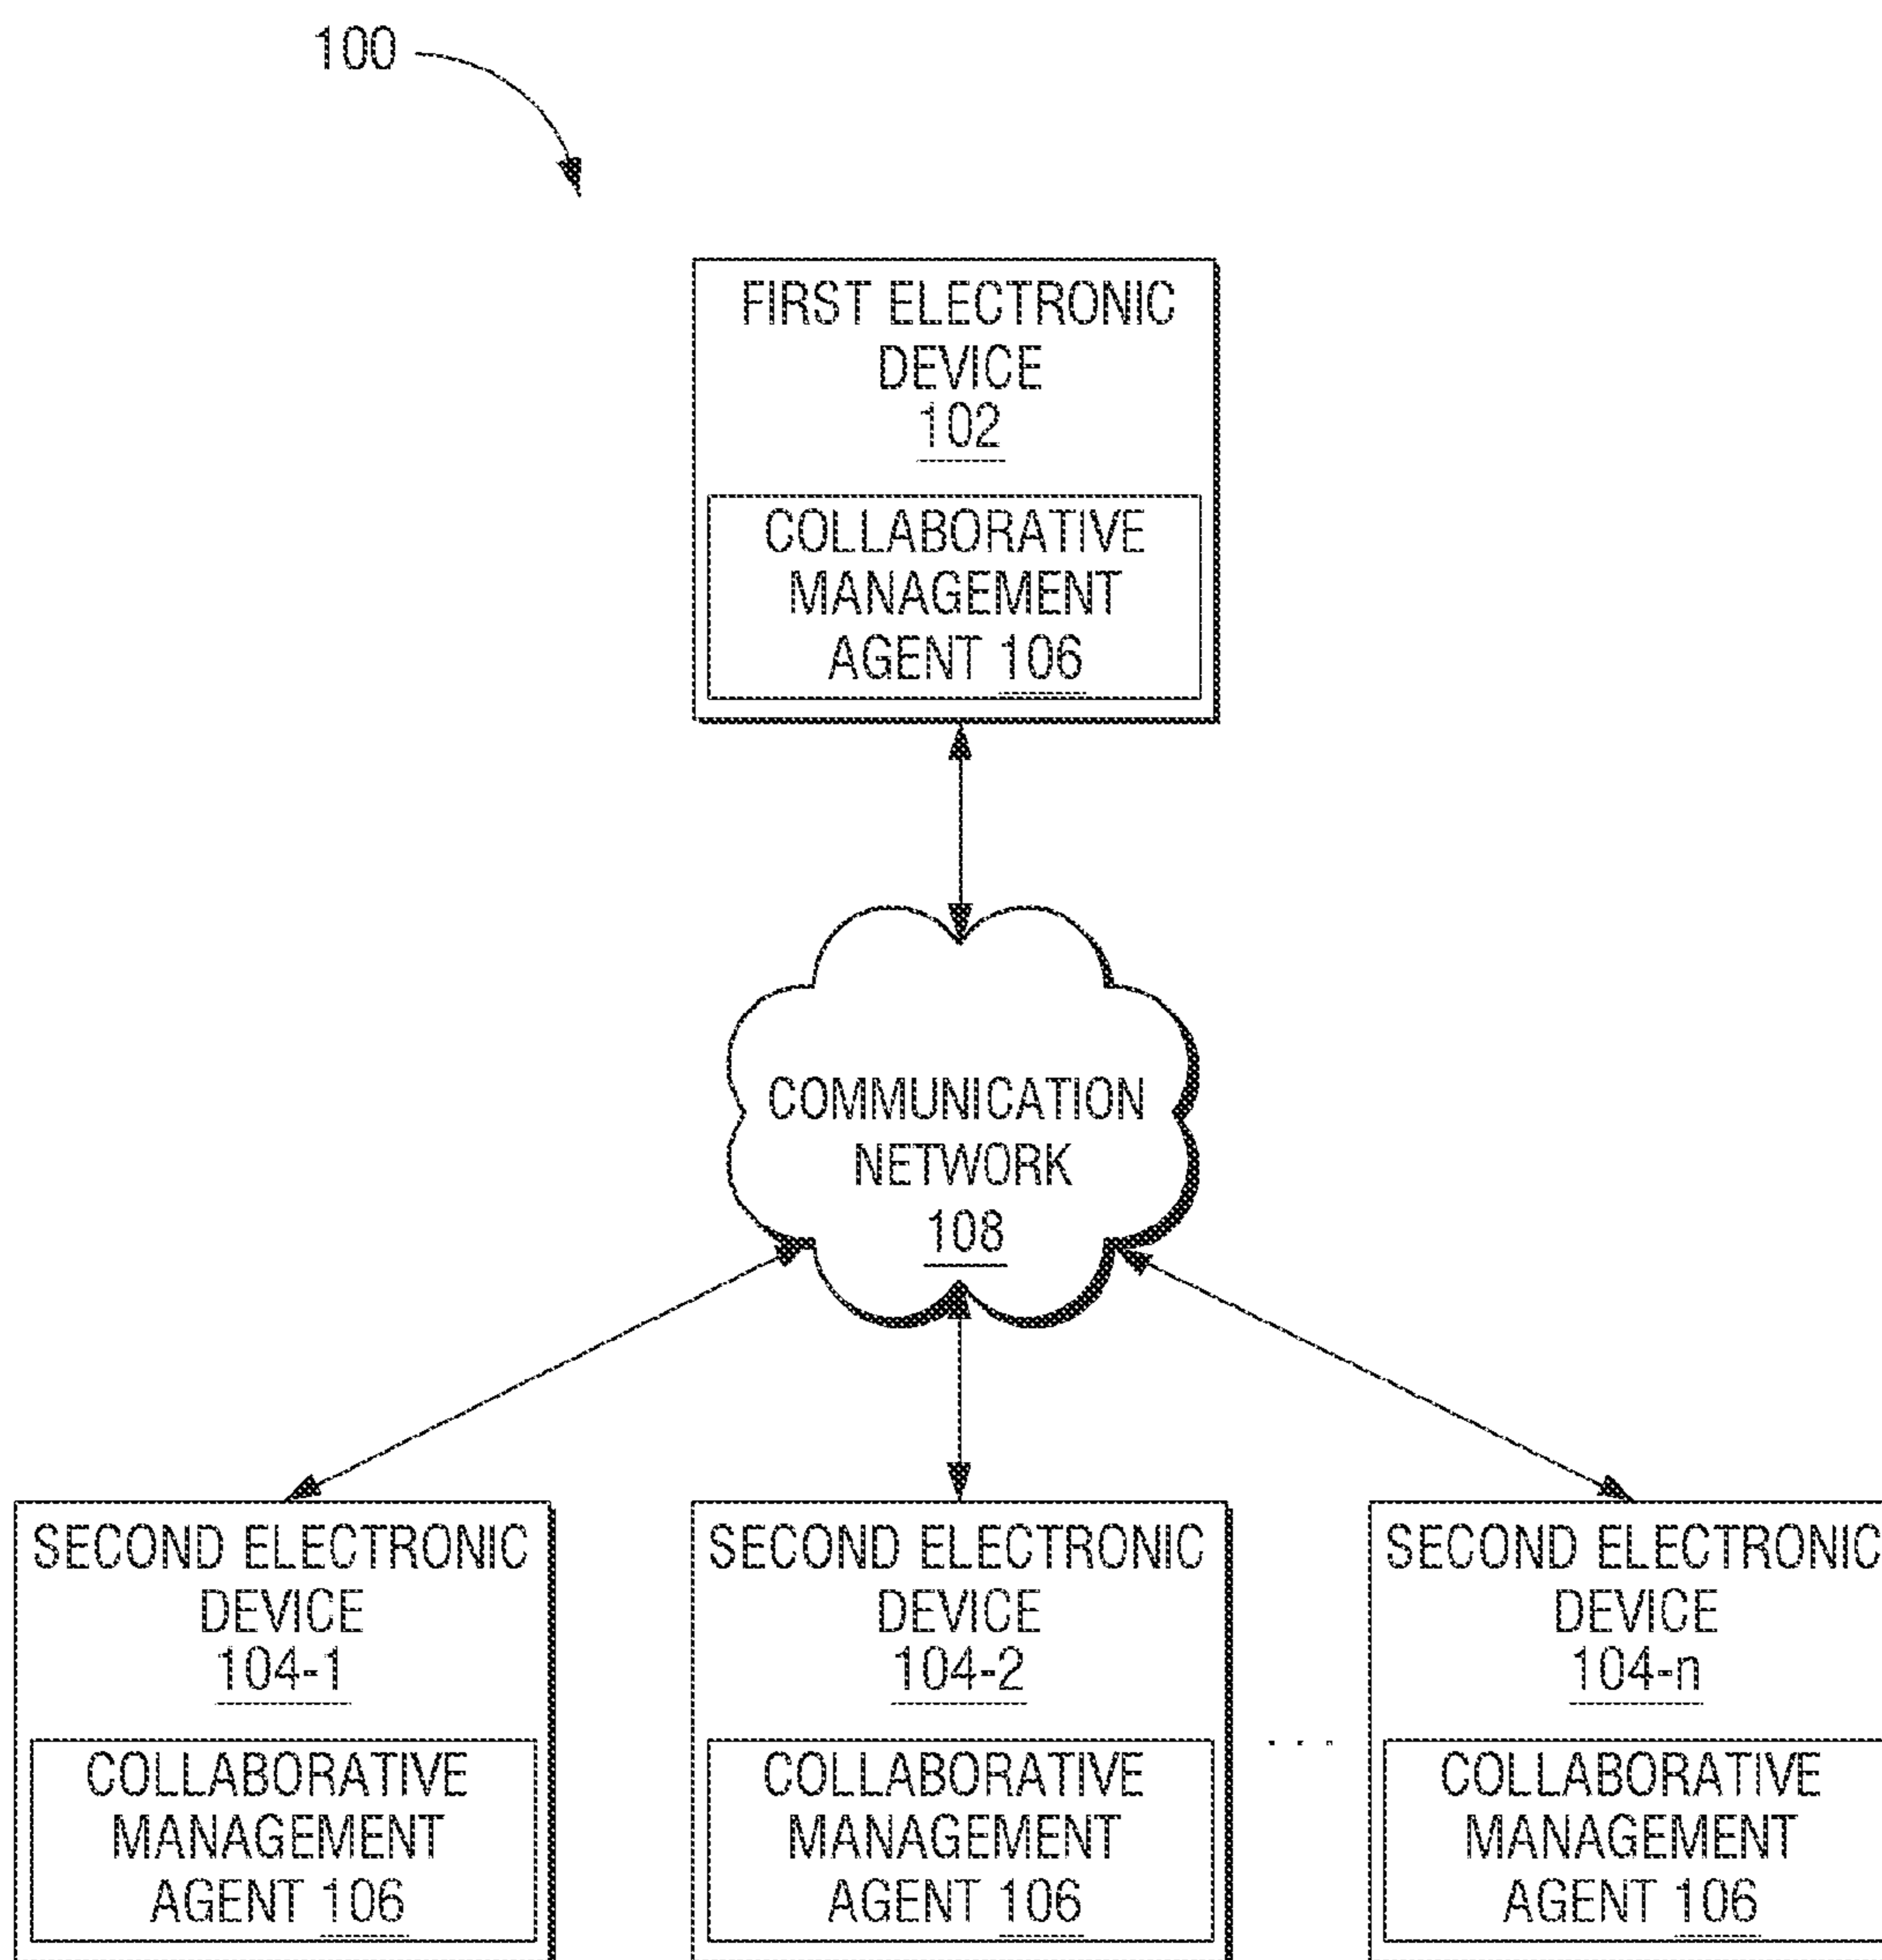 100
FIRST ELECTRONIC
DEVICE
102
COLLABORATIVE
MANAGEMENT
AGENT 106
COMMUNICATION
NETWORK
108
SECOND ELECTRONIC
DEVICE
104-1
COLLABORATIVE
MANAGEMENT
AGENT 106
SECOND ELECTRONIC
DEVICE
104-2
COLLABORATIVE
MANAGEMENT
AGENT 106
. . .
SECOND ELECTRONIC
DEVICE
104-n
COLLABORATIVE
MANAGEMENT
AGENT 106